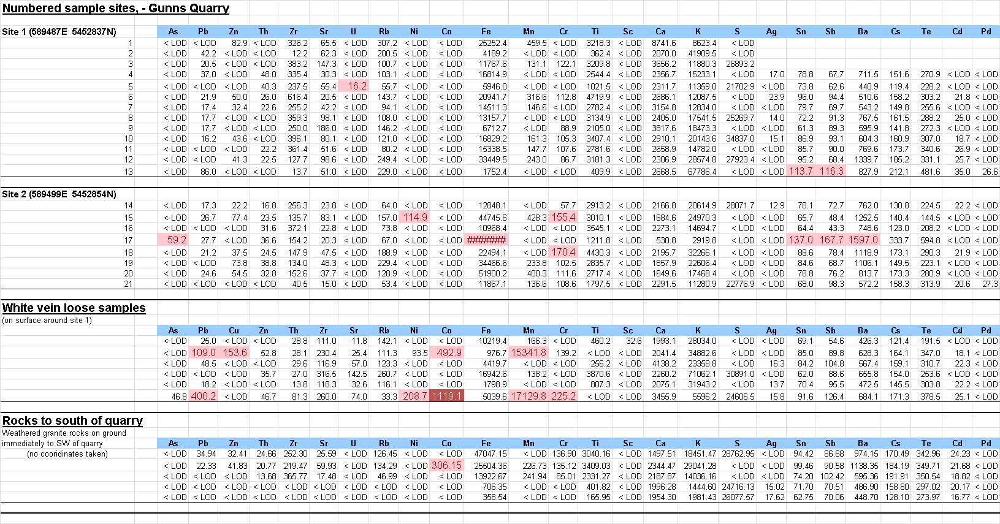 Numbered sample sites, - Gunns Quarry
Site 1 (589487E 5452837N) As Pb Zn Th Zr Sr U Rb Ni Co Fe Mn Cr Ti Sc Ca K S Ag Sn Sb Ba Cs Te Cd Pd
1 < LOD < LOD 82.9 < LOD 326.2 65.5 < LOD 307.2 < LOD < LOD 25252.4 459.5 < LOD 3218.3 < LOD 8741.6 8623.4 < LOD
2 < LOD 42.2 < LOD < LOD 12.2 62.3 < LOD 200.5 < LOD < LOD 4189.2 < LOD < LOD 362.4 < LOD 2070.0 41909.5 < LOD
3 < LOD 20.5 < LOD < LOD 383.2 147.3 < LOD 100.7 < LOD < LOD 11767.6 131.1 122.1 3209.8 < LOD 3656.2 11880.3 26893.2
4 < LOD 37.0 < LOD 48.0 335.4 30.3 < LOD 103.1 < LOD < LOD 16814.9 < LOD < LOD 2544.4 < LOD 2356.7 15233.1 < LOD 17.0 78.8 67.7 711.5 151.6 270.9 < LOD < LOD
5 < LOD < LOD < LOD 40.3 237.5 55.4 16.2 55.7 < LOD < LOD 5946.0 < LOD < LOD 1021.5 < LOD 2311.7 11359.0 21702.9 < LOD 73.8 62.6 440.9 119.4 228.2 < LOD < LOD
6 < LOD 21.9 50.0 26.0 616.4 20.5 < LOD 143.7 < LOD < LOD 20941.7 316.6 112.8 4719.9 < LOD 2686.1 12087.5 < LOD 23.9 96.0 94.4 510.6 158.2 303.2 21.8 < LOD
7 < LOD 17.4 32.4 22.6 255.2 42.2 < LOD 94.1 < LOD < LOD 14511.3 146.6 < LOD 2782.4 < LOD 3154.8 12834.0 < LOD < LOD 79.7 69.7 543.2 149.8 255.6 < LOD < LOD
8 < LOD 17.7 < LOD < LOD 359.3 98.1 < LOD 108.0 < LOD < LOD 13157.7 < LOD < LOD 3134.9 < LOD 2405.0 17541.5 25269.7 14.0 72.2 91.3 767.5 161.5 288.2 25.0 < LOD
9 < LOD 17.7 < LOD < LOD 250.0 186.0 < LOD 146.2 < LOD < LOD 6712.7 < LOD 88.9 2105.0 < LOD 3817.6 18473.3 < LOD < LOD 61.3 89.3 595.9 141.8 272.3 < LOD < LOD
10 < LOD 16.2 43.6 < LOD 396.1 80.1 < LOD 121.0 < LOD < LOD 16829.2 161.3 105.3 3407.4 < LOD 2910.1 20143.6 34837.0 15.1 86.9 93.1 604.3 160.9 307.0 18.7 < LOD
11 < LOD < LOD < LOD 22.2 361.4 51.6 < LOD 80.2 < LOD < LOD 15338.5 147.7 107.6 2781.6 < LOD 2658.9 14782.0 < LOD < LOD 85.7 90.0 769.6 173.7 340.6 26.9 < LOD
12 < LOD < LOD 41.3 22.5 127.7 98.6 < LOD 249.4 < LOD < LOD 33449.5 243.0 86.7 3181.3 < LOD 2306.9 28574.8 27923.4 < LOD 95.2 68.4 1339.7 185.2 331.1 25.7 < LOD
13 < LOD 86.0 < LOD < LOD 13.7 51.0 < LOD 229.0 < LOD < LOD 1752.4 < LOD < LOD 409.9 < LOD 2668.5 67786.4 < LOD < LOD 113.7 116.3 827.9 212.1 481.6 35.0 26.6
Site 2 (589499E 5452854N)
14 < LOD 17.3 22.2 16.8 256.3 23.8 < LOD 64.0 < LOD < LOD 12848.1 < LOD 57.7 2913.2 < LOD 2166.8 20614.9 28071.7 12.9 78.1 72.7 762.0 130.8 224.5 22.2 < LOD
15 < LOD 26.7 77.4 23.5 135.7 83.1 < LOD 157.0 114.9 < LOD 44745.6 428.3 155.4 3010.1 < LOD 1684.6 24970.3 < LOD < LOD 65.7 48.4 1252.5 140.4 144.5 < LOD < LOD
16 < LOD < LOD < LOD 31.6 372.1 22.8 < LOD 73.8 < LOD < LOD 10968.4 < LOD < LOD 3545.1 < LOD 2273.1 14694.7 < LOD < LOD 64.4 43.3 748.6 123.0 208.2 < LOD < LOD
17 59.2 27.7 < LOD 36.6 154.2 20.3 < LOD 67.0 < LOD < LOD ######## < LOD < LOD 1211.8 < LOD 530.8 2919.8 < LOD < LOD 137.0 167.7 1597.0 333.7 594.8 < LOD < LOD
18 < LOD 21.2 37.5 24.5 147.9 47.5 < LOD 188.9 < LOD < LOD 22494.1 < LOD 170.4 4430.3 < LOD 2195.7 32266.1 < LOD < LOD 88.6 78.4 1118.9 173.1 290.3 21.9 < LOD
19 < LOD < LOD 73.8 38.8 134.0 48.3 < LOD 229.4 < LOD < LOD 34466.6 233.8 102.5 2835.7 < LOD 1857.9 22606.4 < LOD < LOD 84.6 68.7 1106.1 149.5 223.1 < LOD < LOD
20 < LOD 24.6 54.5 32.8 152.6 37.7 < LOD 128.9 < LOD < LOD 51900.2 400.3 111.6 2717.4 < LOD 1649.6 17468.4 < LOD < LOD 78.8 76.2 813.7 173.3 280.9 < LOD < LOD
21 < LOD < LOD < LOD < LOD 40.5 15.0 < LOD 53.4 < LOD < LOD 11867.1 136.6 108.6 1797.5 < LOD 2291.5 11280.9 22776.9 < LOD 68.0 98.3 572.2 158.3 313.9 20.6 27.3
White vein loose samples
(on surface around site 1)
As Pb Cu Zn Th Zr Sr U Rb Ni Co Fe Mn Cr Ti Sc Ca K S Ag Sn Sb Ba Cs Te Cd Pd
< LOD 25.0 < LOD < LOD 28.8 111.0 11.8 142.1 < LOD < LOD 10219.4 166.3 < LOD 460.2 32.6 1993.1 28034.0 < LOD < LOD 69.1 54.6 426.3 121.4 191.5 < LOD < LOD
< LOD 109.0 153.6 52.8 28.1 230.4 25.4 111.3 93.5 492.9 976.7 15341.8 139.2 < LOD < LOD 2041.4 34882.6 < LOD < LOD 85.0 89.8 628.3 164.1 347.0 18.1 < LOD
< LOD 48.5 < LOD < LOD 29.6 116.9 57.0 123.3 < LOD < LOD 4419.7 < LOD < LOD 256.2 < LOD 4138.2 23358.8 < LOD 16.3 84.2 104.8 567.4 159.1 310.7 22.3 < LOD
< LOD < LOD < LOD 35.7 27.0 316.5 142.5 260.7 < LOD < LOD 16942.6 138.2 < LOD 3870.6 < LOD 2260.2 71062.1 30891.0 < LOD 62.0 88.6 655.8 154.0 253.6 < LOD < LOD
< LOD 18.2 < LOD < LOD 13.8 118.3 32.6 116.1 < LOD < LOD 1798.9 < LOD < LOD 807.3 < LOD 2075.1 31943.2 < LOD 13.7 70.4 95.5 472.5 145.5 303.8 22.2 < LOD
46.8 400.2 < LOD 46.7 81.3 260.0 74.0 33.3 208.7 1119.1 5039.6 17129.8 225.2 < LOD < LOD 3455.9 5596.2 24606.5 15.8 91.6 126.4 684.1 171.3 378.5 25.1 < LOD
Rocks to south of quarry
Weathered granite rocks on ground
immediately to SW of quarry As Pb Zn Th Zr Sr U Rb Ni Co Fe Mn Cr Ti Sc Ca K S Ag Sn Sb Ba Cs Te Cd Pd
(no cooridinates taken) < LOD 34.94 32.41 24.66 252.30 25.59 < LOD 126.45 < LOD < LOD 47047.15 < LOD 136.90 3040.16 < LOD 1497.51 18451.47 28762.95 < LOD 94.42 86.68 974.15 170.49 342.96 24.23 < LOD
< LOD 22.33 41.83 20.77 219.47 59.93 < LOD 134.29 < LOD 306.15 25504.36 226.73 135.12 3409.03 < LOD 2344.47 29041.28 < LOD < LOD 99.46 90.58 1138.35 184.19 349.71 21.68 < LOD
< LOD < LOD < LOD 13.68 365.77 17.48 < LOD 46.99 < LOD < LOD 13922.67 241.94 85.01 2331.27 < LOD 2187.87 14036.16 < LOD < LOD 74.20 102.42 595.36 191.91 350.54 18.82 < LOD
< LOD < LOD < LOD < LOD < LOD < LOD < LOD < LOD < LOD < LOD 706.35 < LOD < LOD 401.82 < LOD 1996.28 1444.60 24716.13 15.02 71.70 70.51 486.90 158.80 297.02 20.17 < LOD
< LOD < LOD < LOD < LOD < LOD < LOD < LOD < LOD < LOD < LOD 358.54 < LOD < LOD 165.95 < LOD 1954.30 1981.43 26077.57 17.62 62.75 70.06 448.70 128.10 273.97 16.77 < LOD